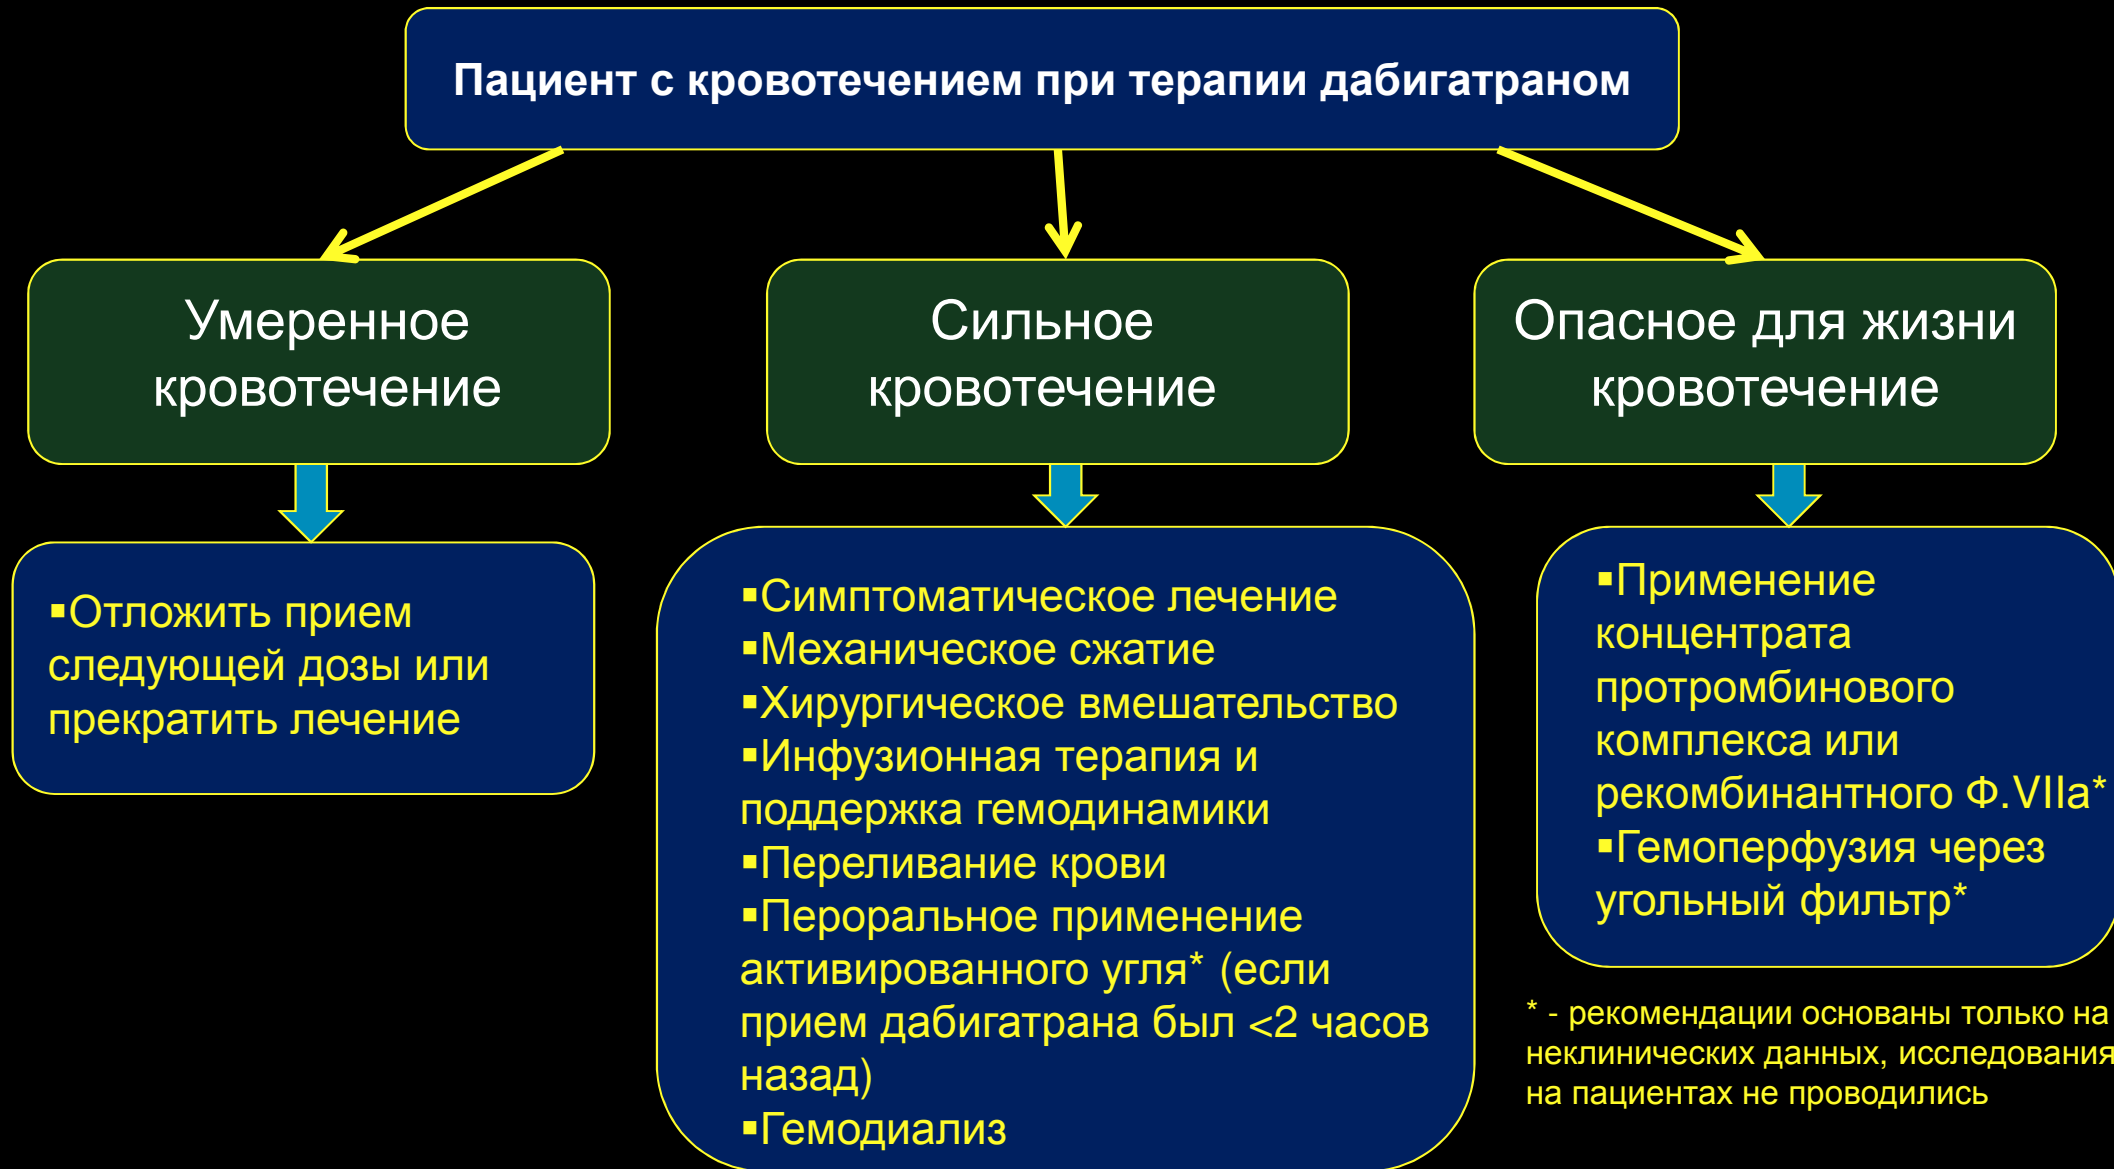 Пациент с кровотечением при терапии дабигатраном
Умеренное
кровотечение
Сильное
кровотечение
Опасное для жизни
кровотечение
▪Отложить прием
следующей дозы или
прекратить лечение
▪Симптоматическое лечение
▪Механическое сжатие
▪Хирургическое вмешательство
▪Инфузионная терапия и
поддержка гемодинамики
▪Переливание крови
▪Пероральное применение
активированного угля* (если
прием дабигатрана был <2 часов
назад)
▪Гемодиализ
▪Применение
концентрата
протромбинового
комплекса или
рекомбинантного Ф.VIIa*
▪Гемоперфузия через
угольный фильтр*
* - рекомендации основаны только на
неклинических данных, исследования
на пациентах не проводились